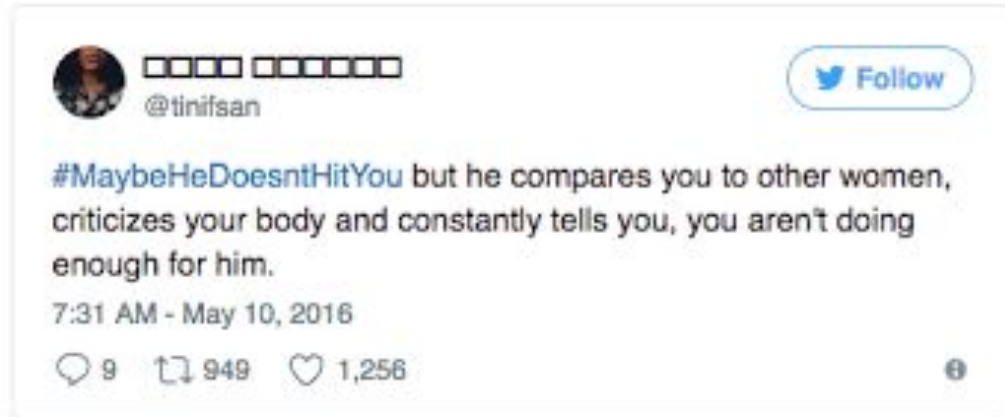 □□□□ □□□□□□
Follow
@tinifsan
#MaybeHeDoesntHitYou but he compares you to other women,
criticizes your body and constantly tells you, you aren't doing
enough for him.
7:31 AM - May 10, 2016
9 949 1,256